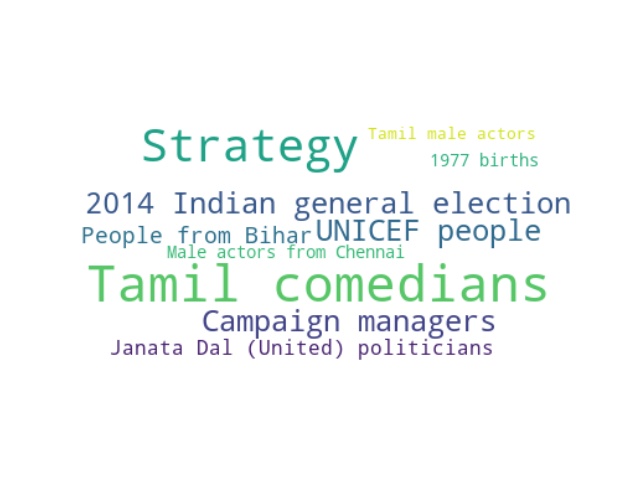 Strategy
Tamil male actors
1977 births
2014 Indian general election
People from Bihar
UNICEF people
Male actors from Chennai
Tamil comedians
Campaign managers
Janata Dal (United) politicians